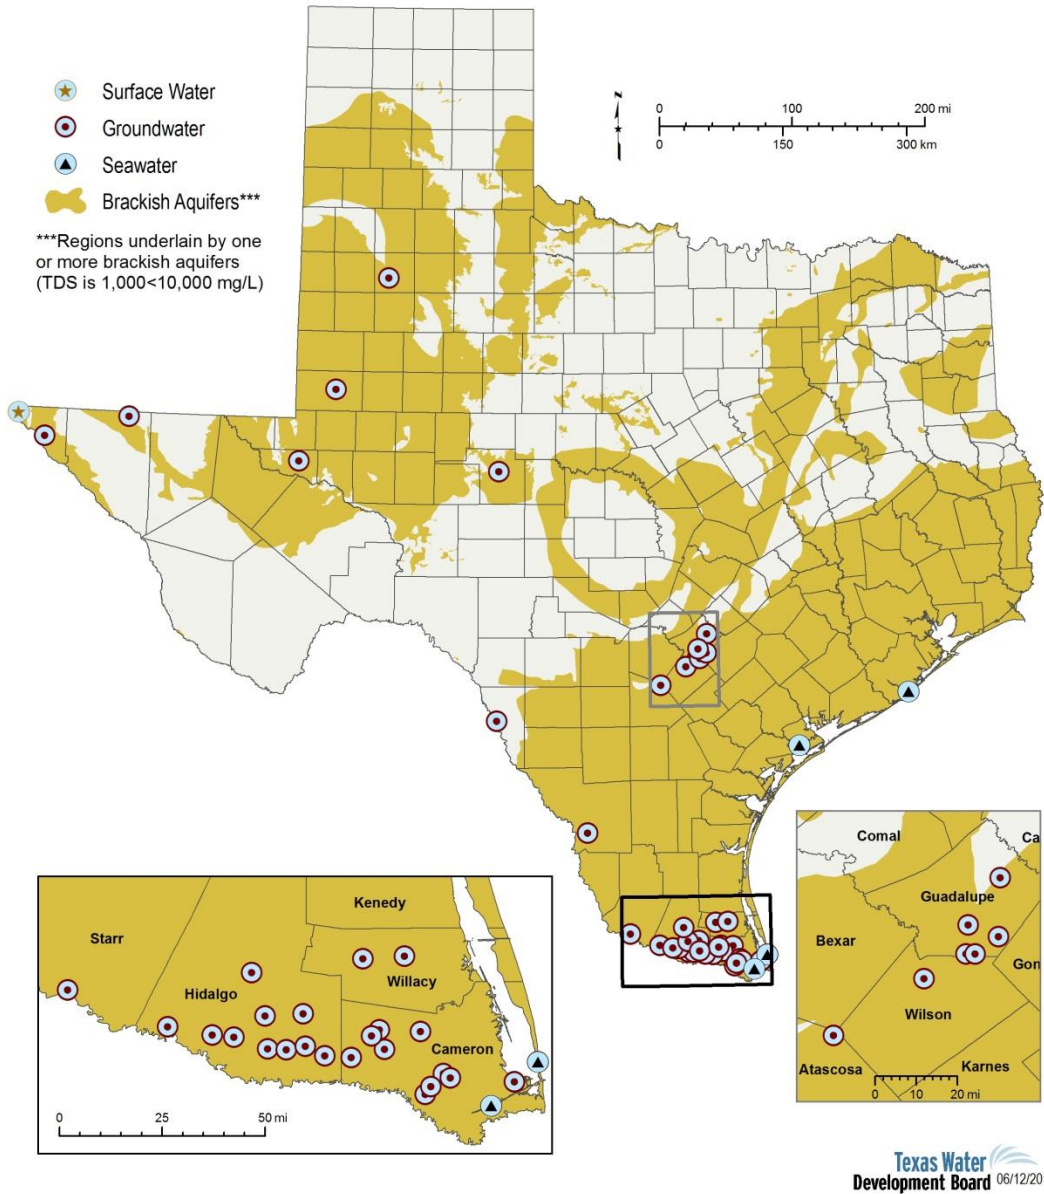 Surface Water
Groundwater
Seawater
Brackish Aquifers***
***Regions underlain by one
or more brackish aquifers
(TDS is 1,000<10,000 mg/L)
N
0 100 200 mi
0 150 300 km
Kenedy
Starr
Willacy
Hidalgo
Cameron
0 25 50 mi
Comal
Ca
Guadalupe
Bexar
Gon
Wilson
Atascosa
Karnes
0 10 20 mi
Texas Water
Development Board 06/12/20